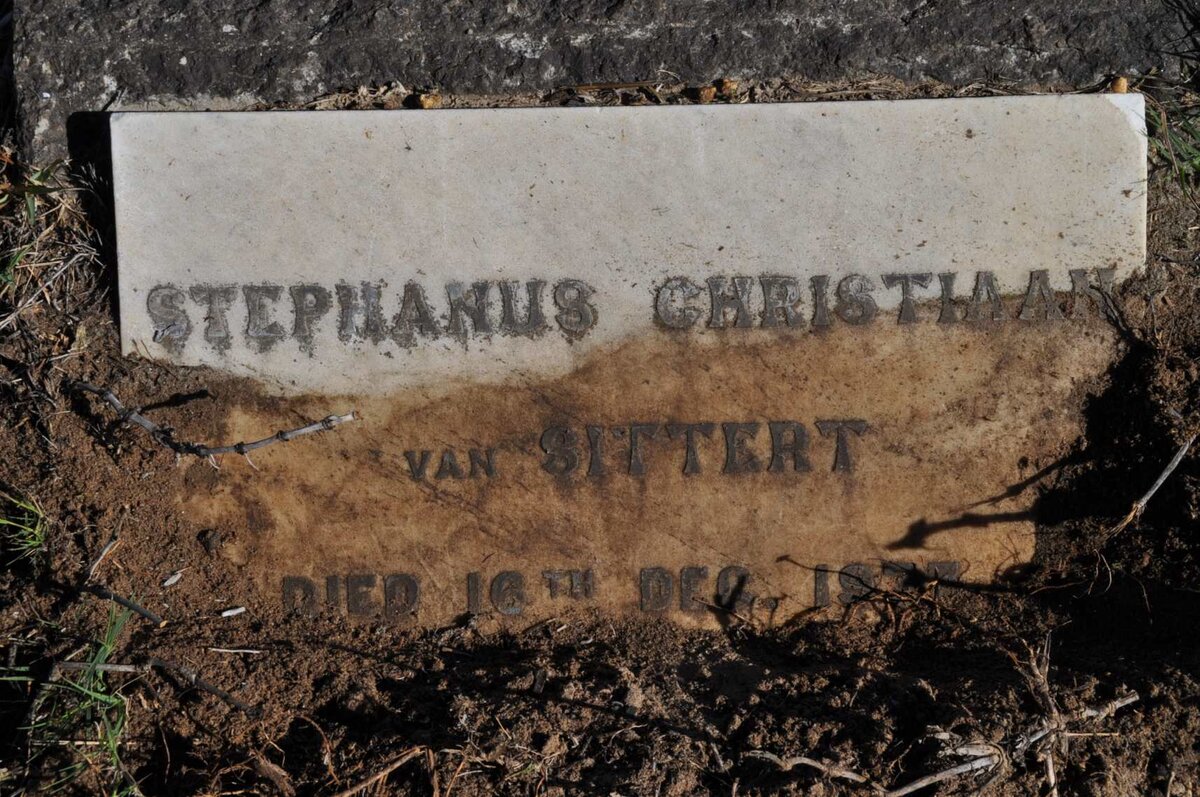 STEPHANUS CHRISTIAAN
VAN SITTERT
DIED 16TH DEC.